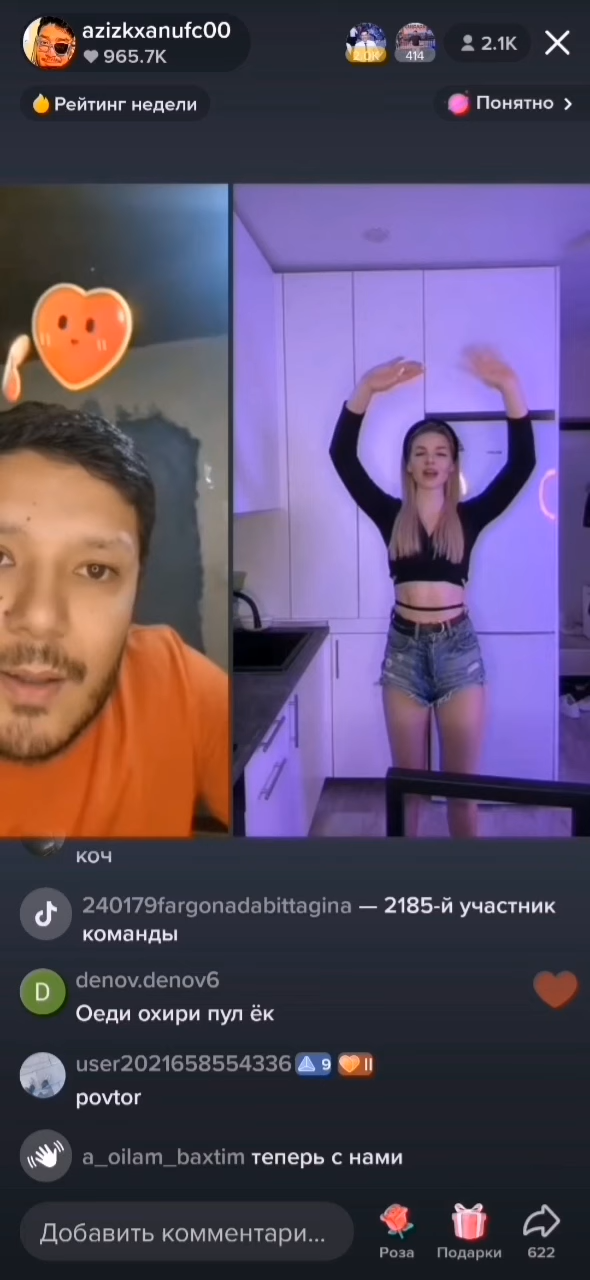 azizkxanufc00
965.7K
414
2.1K
Рейтинг недели
Понятно
коч
240179fargonadabittagina — 2185-й участник
команды
D
denov.denov6
Оеди охири пул ёк
user2021658554336 9 II
povtor
a_oilam_baxtim теперь с нами
Добавить комментари...
Роза
Подарки
622